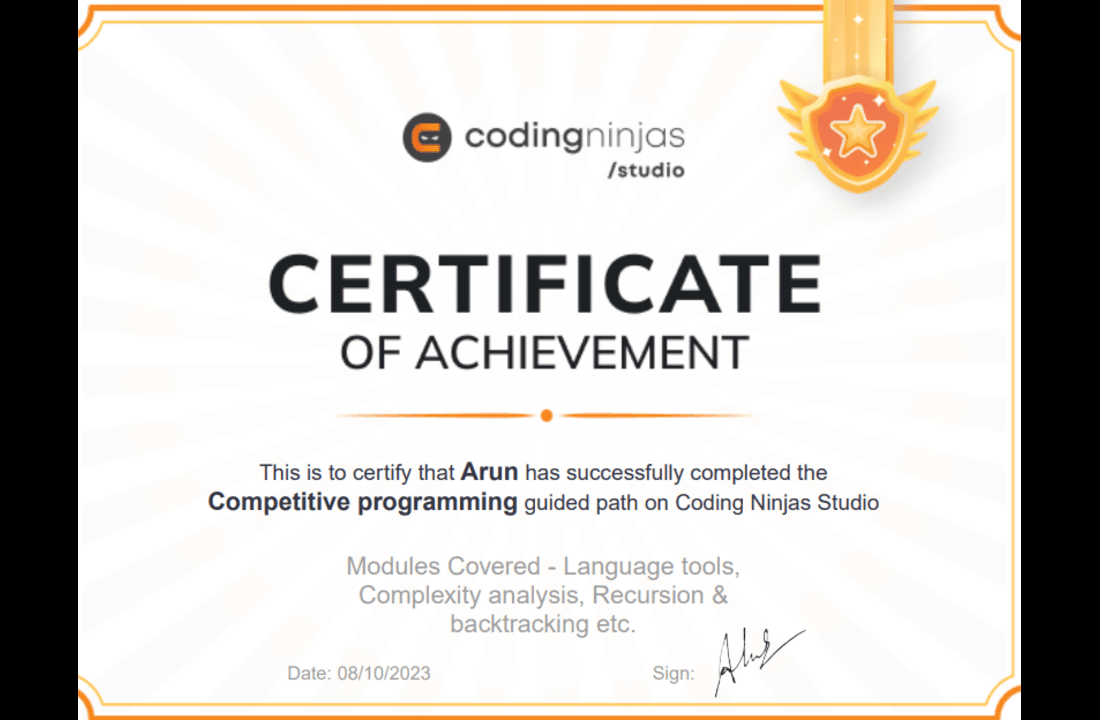 codingninjas
/studio
CERTIFICATE
OF ACHIEVEMENT
This is to certify that Arun has successfully completed the
Competitive programming guided path on Coding Ninjas Studio
Modules Covered - Language tools,
Complexity analysis, Recursion &
backtracking etc.
Date: 08/10/2023
Sign: